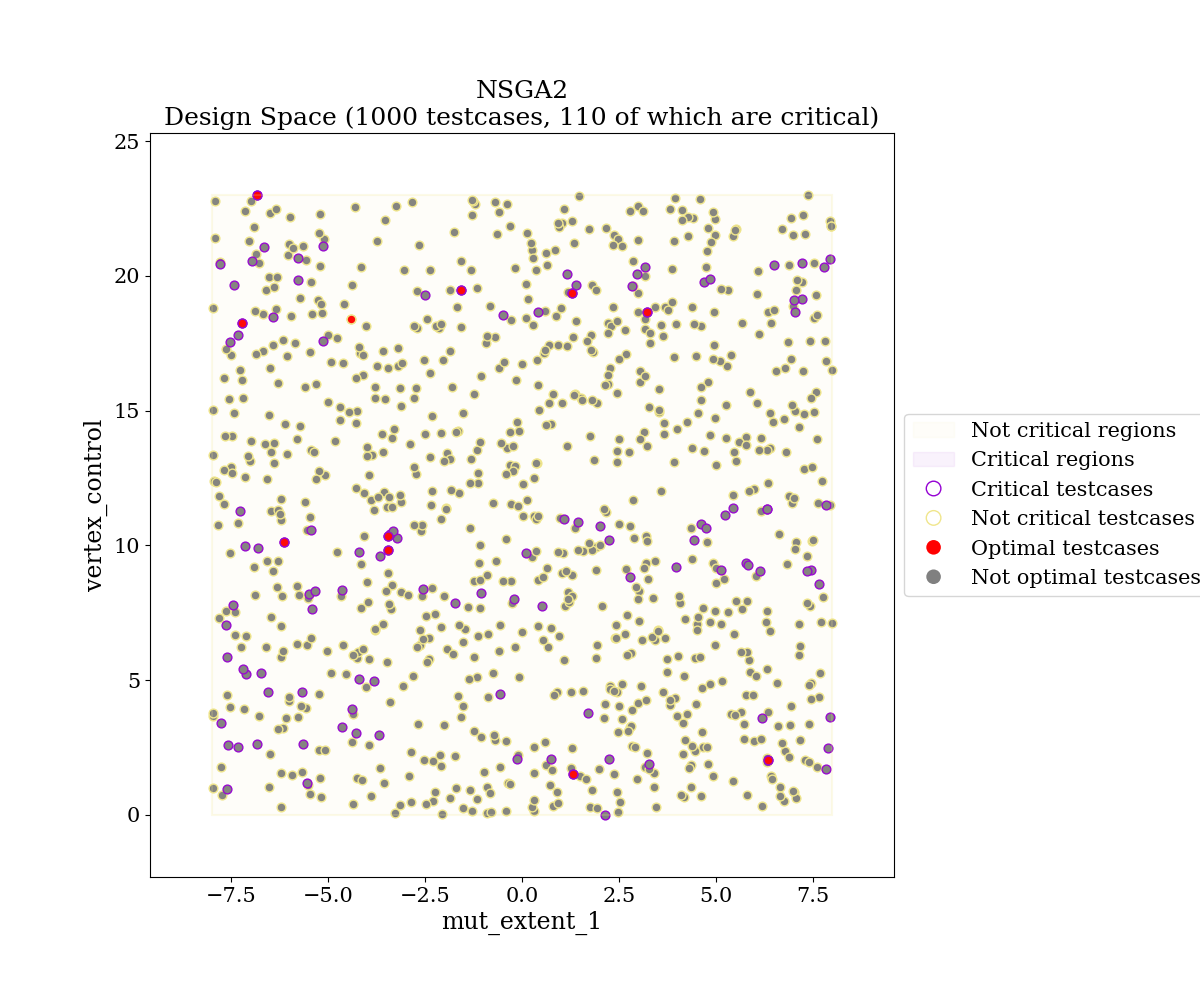 NSGA2
Design Space (1000 testcases, 110 of which are critical)
25
20
15
10
5
0
vertex_control
−7.5
−5.0
−2.5
0.0
2.5
5.0
7.5
mut_extent_1
Not critical regions
Critical regions
Critical testcases
Not critical testcases
Optimal testcases
Not optimal testcases